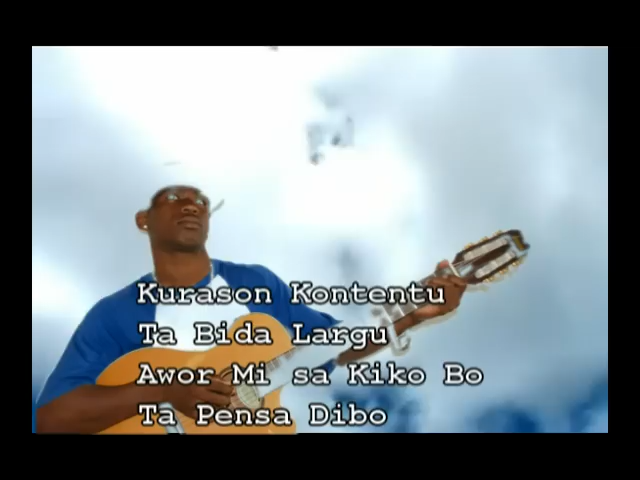 Kurason Kontentu
Ta Bida Largu
Awor Mi sa Kiko Bo
Ta Pensa Dibo